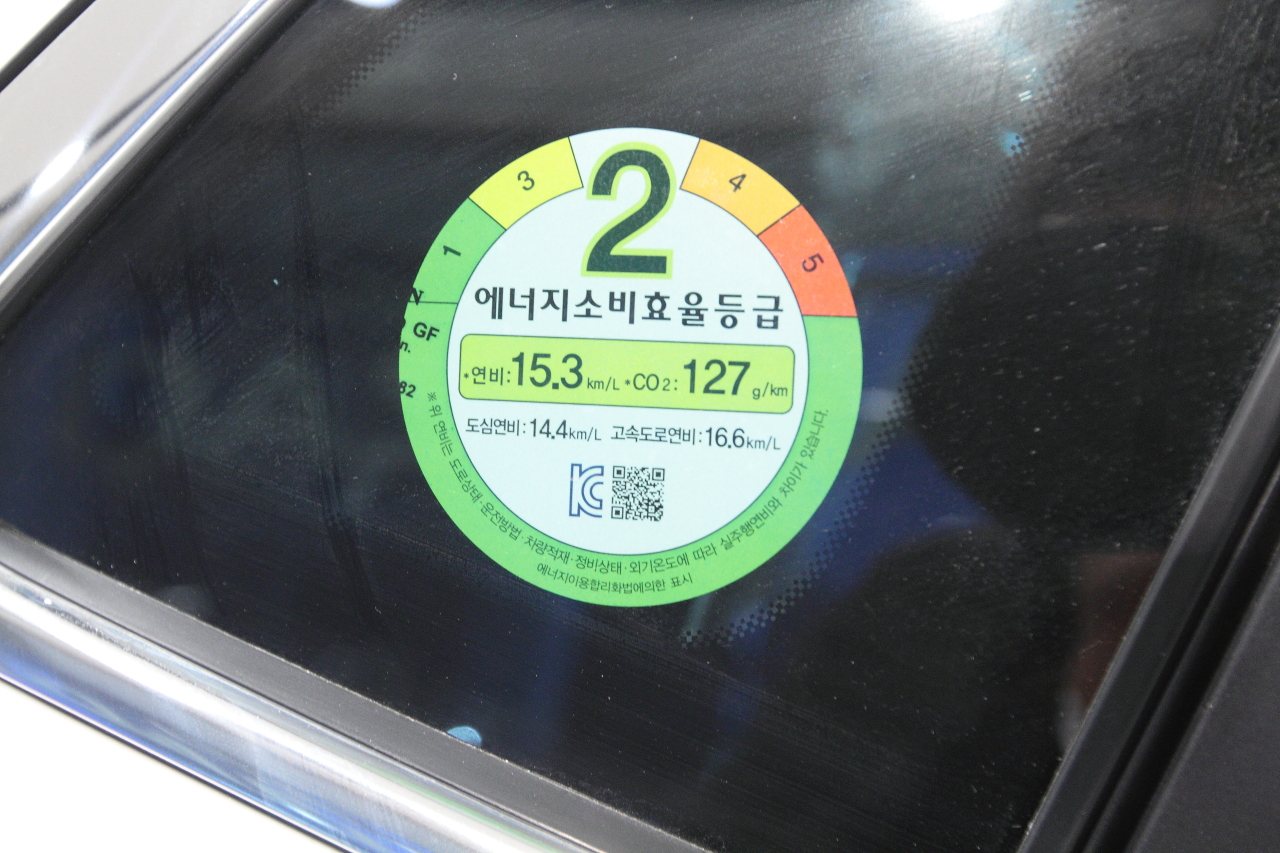 3
2
4
1
5
에너지소비효율등급
GF
n.
82
*연비:15.3 km/L *CO2:127 g/km
도심연비:14.4km/L 고속도로연비:16.6km/L
KC
※ 위 연비는 도로상태·운전방법·차량적재·정비상태·외기온도에 따라 실주행연비와 차이가 있습니다.
에너지이용합리화법에의한 표시